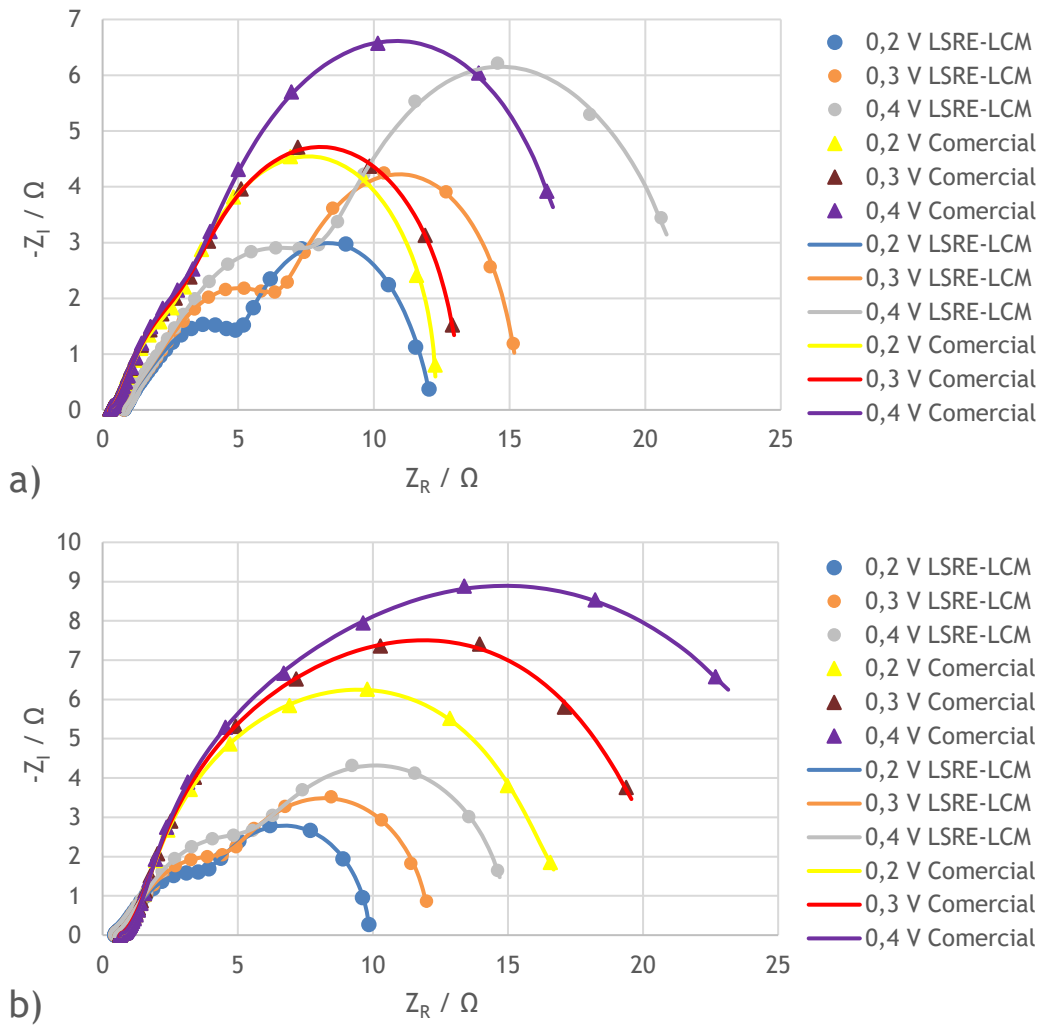 7
6
5
4
3
2
1
0
-Z_I / Ω
0 5 10 15 20 25
Z_R / Ω
a)
0,2 V LSRE-LCM
0,3 V LSRE-LCM
0,4 V LSRE-LCM
0,2 V Comercial
0,3 V Comercial
0,4 V Comercial
0,2 V LSRE-LCM
0,3 V LSRE-LCM
0,4 V LSRE-LCM
0,2 V Comercial
0,3 V Comercial
0,4 V Comercial
10
9
8
7
6
5
4
3
2
1
0
-Z_I / Ω
0 5 10 15 20 25
Z_R / Ω
b)
0,2 V LSRE-LCM
0,3 V LSRE-LCM
0,4 V LSRE-LCM
0,2 V Comercial
0,3 V Comercial
0,4 V Comercial
0,2 V LSRE-LCM
0,3 V LSRE-LCM
0,4 V LSRE-LCM
0,2 V Comercial
0,3 V Comercial
0,4 V Comercial